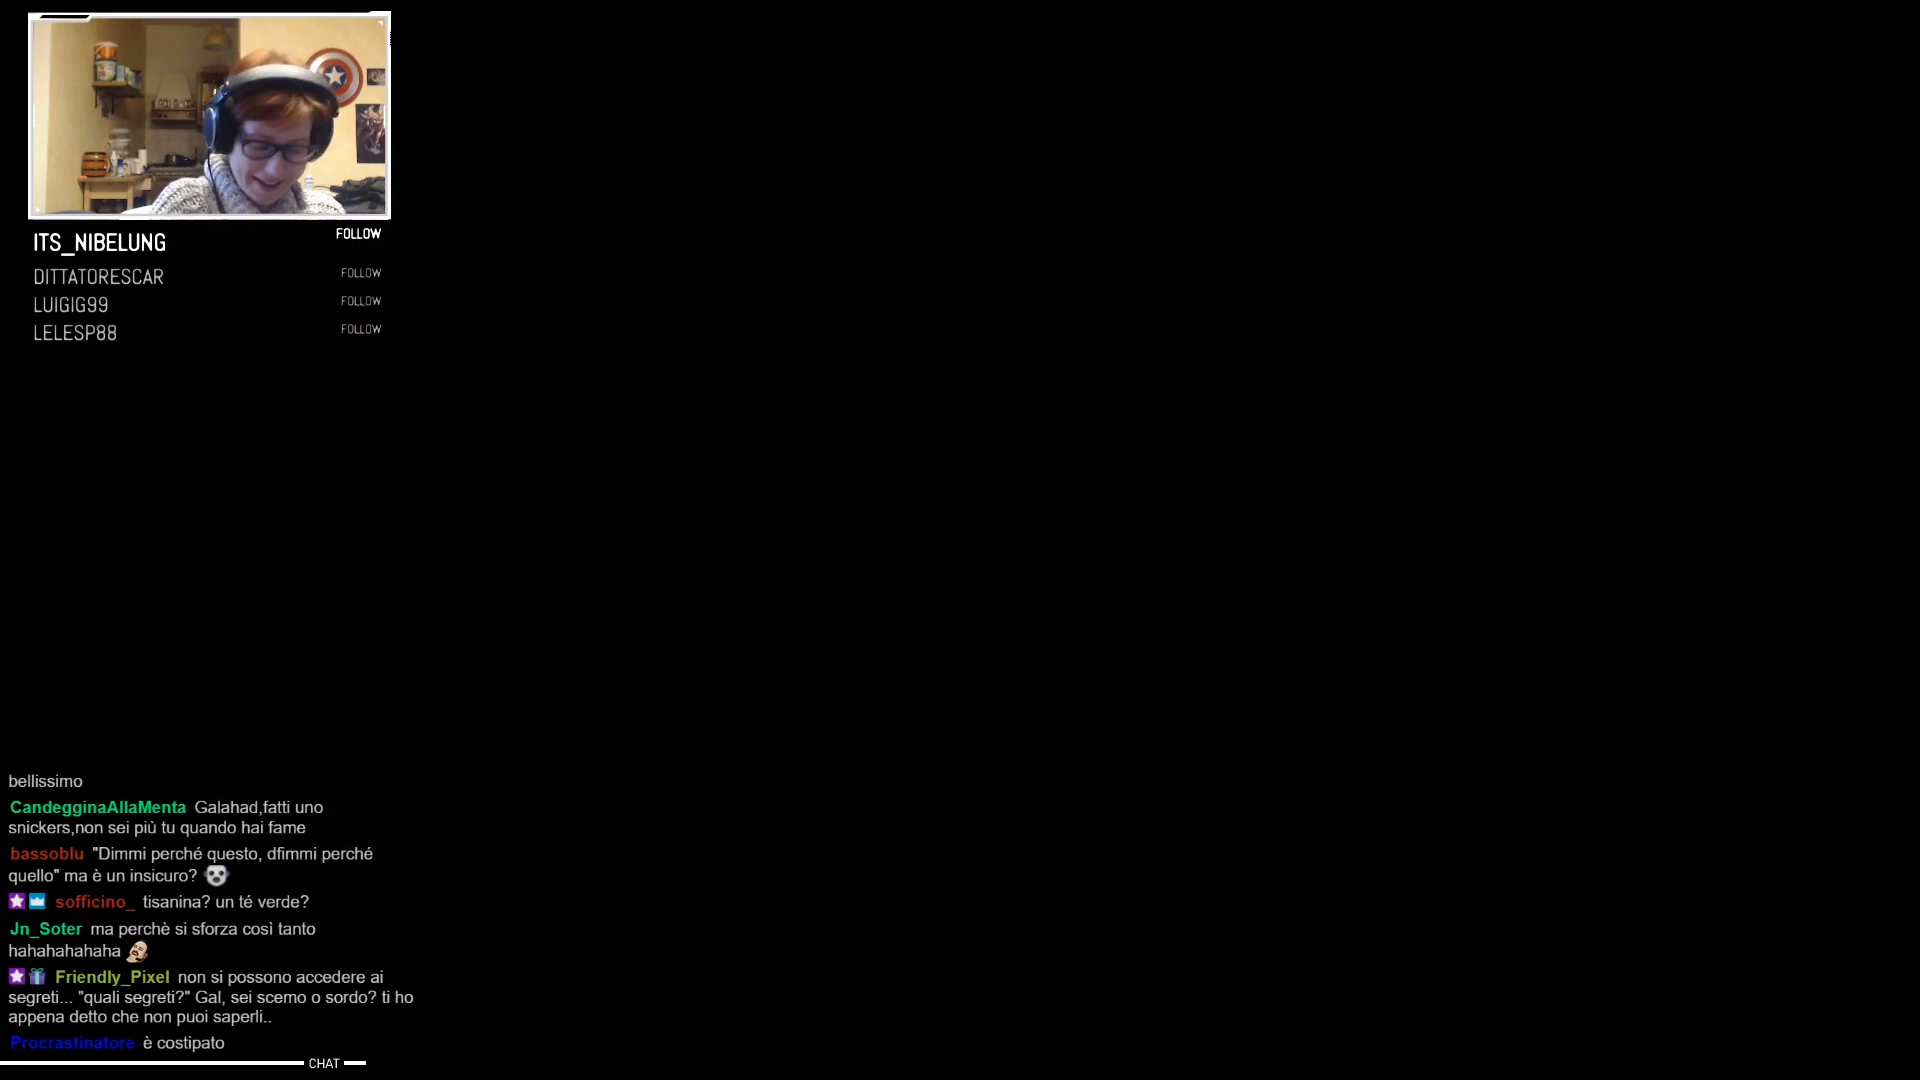 ITS_NIBELUNG FOLLOW
DITTATORESCAR FOLLOW
LUIGIG99 FOLLOW
LELESP88 FOLLOW
bellissimo
CandegginaAllaMenta Galahad,fatti uno
snickers,non sei più tu quando hai fame
bassoblu "Dimmi perché questo, dfimmi perché
quello" ma è un insicuro?
sofficino_ tisanina? un té verde?
Jn_Soter ma perchè si sforza così tanto
hahahahahaha
Friendly_Pixel non si possono accedere ai
segreti... "quali segreti?" Gal, sei scemo o sordo? ti ho
appena detto che non puoi saperli..
Procrastinatore è costipato
CHAT